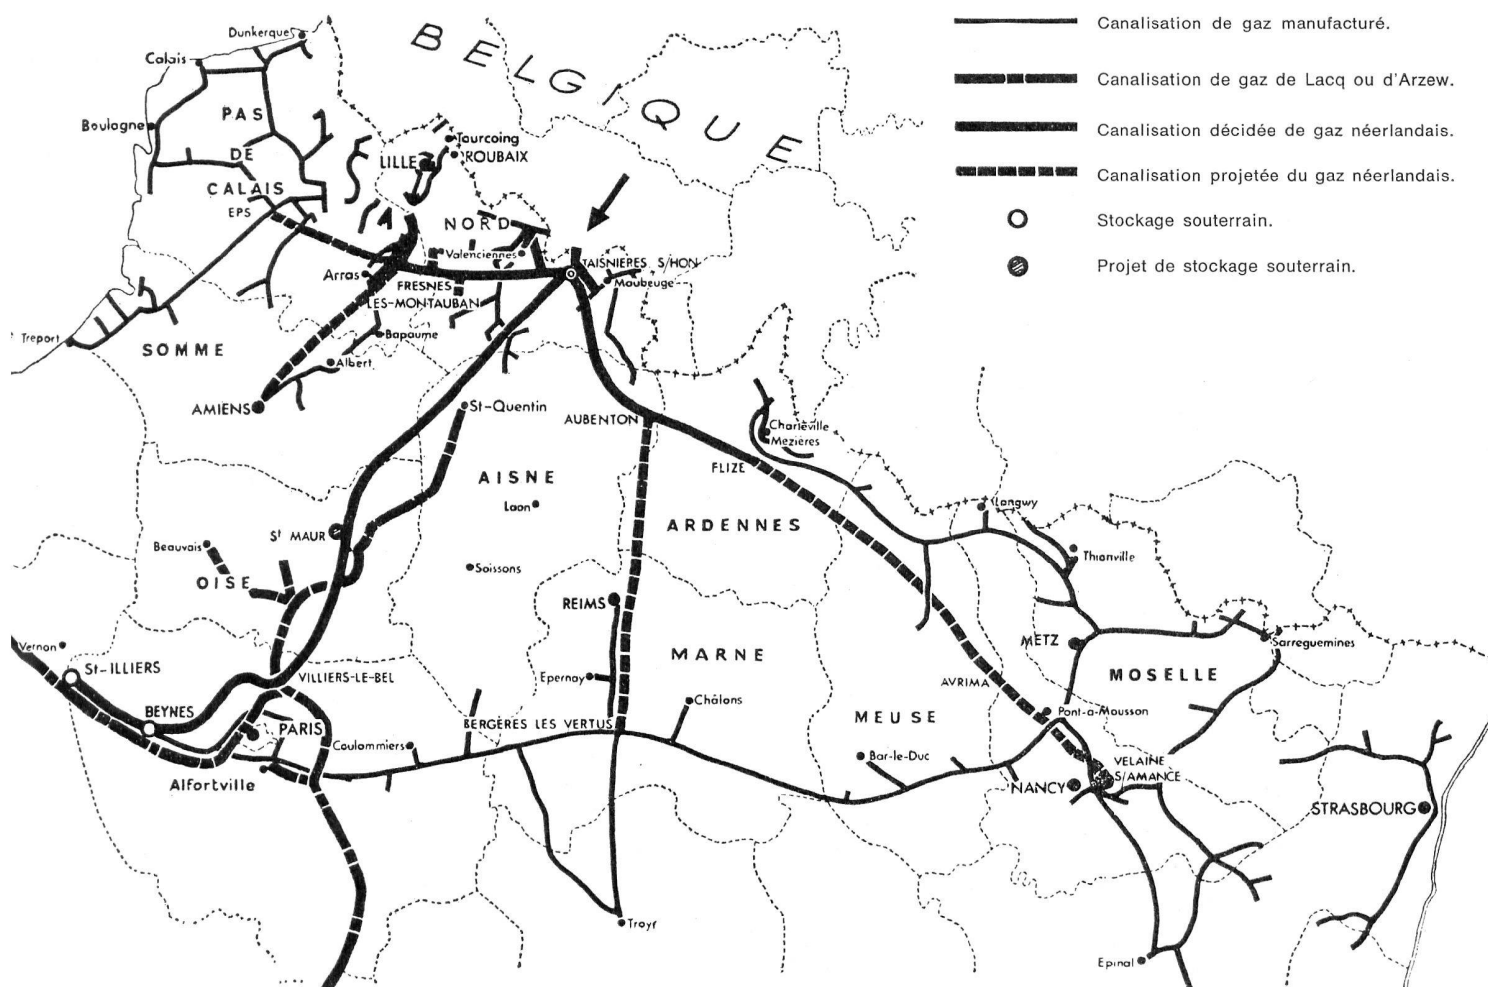 Canalisation de gaz manufacturé.
Canalisation de gaz de Lacq ou d'Arzew.
Canalisation décidée de gaz néerlandais.
Canalisation projetée du gaz néerlandais.
Stockage souterrain.
Projet de stockage souterrain.
BELGIQUE
Dunkerque
Calais
Boulogne
PAS
DE
CALAIS
EPS
Tourcoing
ROUBAIX
LILLE
NORD
Valenciennes
TAISNIERES S/HON
Maubeuge
Arras
FRESNES
LES-MONTAUBAN
Bapaume
Albert
Treport
SOMME
AMIENS
St-Quentin
AUBENTON
Charleville
Mezières
FLIZE
AISNE
Laon
ARDENNES
Longwy
Thionville
St MAUR
Beauvais
OISE
Soissons
REIMS
METZ
Sarreguemines
MOSELLE
Vernon
St-ILLIERS
VILLIERS-LE-BEL
Epernay
MARNE
AVRIMA
BEYNES
PARIS
BERGÈRES LES VERTUS
Châlons
MEUSE
Pont-a-Mousson
Coulommiers
Bar-le-Duc
VELAINE
S/AMANCE
Alfortville
NANCY
STRASBOURG
Troyf
Epinal